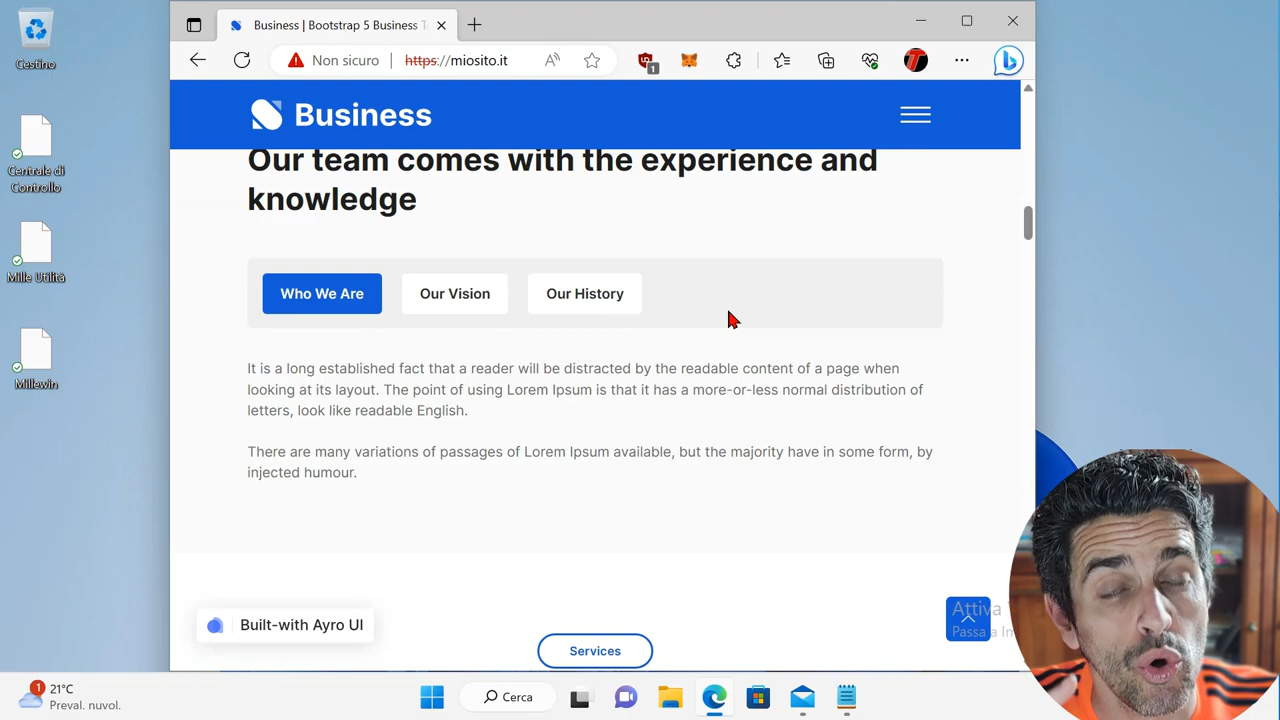 Cestino
Centrale di
Controllo
Mille Utilità
Millewin
Business | Bootstrap 5 Business T
Non sicuro
https://miosito.it
1
Business
Our team comes with the experience and
knowledge
Who We Are
Our Vision
Our History
It is a long established fact that a reader will be distracted by the readable content of a page when
looking at its layout. The point of using Lorem Ipsum is that it has a more-or-less normal distribution of
letters, look like readable English.
There are many variations of passages of Lorem Ipsum available, but the majority have in some form, by
injected humour.
Built-with Ayro UI
Services
Attiva
Passa a Im
1
21°C
Preval. nuvol.
Cerca